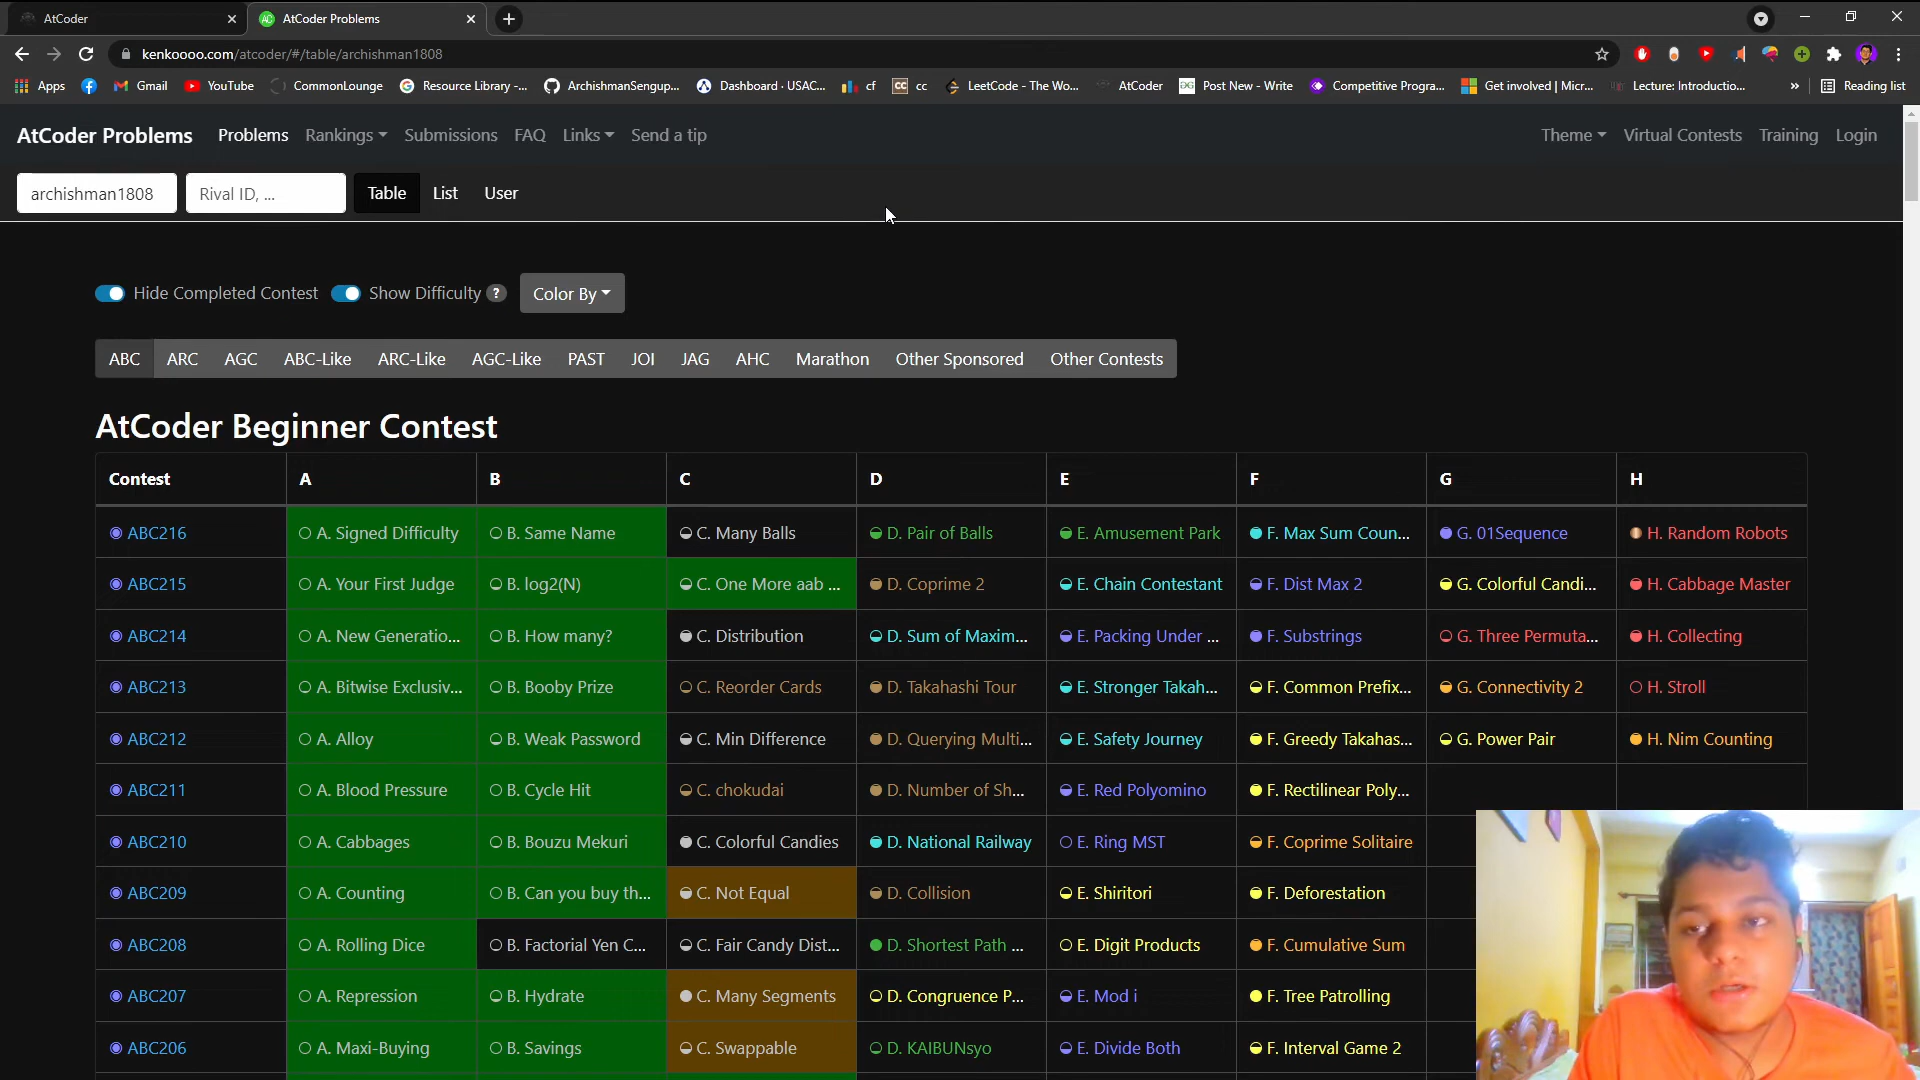 AtCoder
AtCoder Problems
kenkoooo.com/atcoder/#/table/archishman1808
Apps Gmail YouTube CommonLounge Resource Library -... ArchishmanSengup... Dashboard · USAC... cf cc LeetCode - The Wo... AtCoder Post New - Write Competitive Progra... Get involved | Micr... Lecture: Introductio... » Reading list
AtCoder Problems Problems Rankings Submissions FAQ Links Send a tip Theme Virtual Contests Training Login
archishman1808 Rival ID, ... Table List User
Hide Completed Contest Show Difficulty ? Color By
ABC ARC AGC ABC-Like ARC-Like AGC-Like PAST JOI JAG AHC Marathon Other Sponsored Other Contests
AtCoder Beginner Contest
Contest A B C D E F G H
ABC216 A. Signed Difficulty B. Same Name C. Many Balls D. Pair of Balls E. Amusement Park F. Max Sum Coun... G. 01Sequence H. Random Robots
ABC215 A. Your First Judge B. log2(N) C. One More aab ... D. Coprime 2 E. Chain Contestant F. Dist Max 2 G. Colorful Candi... H. Cabbage Master
ABC214 A. New Generatio... B. How many? C. Distribution D. Sum of Maxim... E. Packing Under ... F. Substrings G. Three Permuta... H. Collecting
ABC213 A. Bitwise Exclusiv... B. Booby Prize C. Reorder Cards D. Takahashi Tour E. Stronger Takah... F. Common Prefix... G. Connectivity 2 H. Stroll
ABC212 A. Alloy B. Weak Password C. Min Difference D. Querying Multi... E. Safety Journey F. Greedy Takahas... G. Power Pair H. Nim Counting
ABC211 A. Blood Pressure B. Cycle Hit C. chokudai D. Number of Sh... E. Red Polyomino F. Rectilinear Poly...
ABC210 A. Cabbages B. Bouzu Mekuri C. Colorful Candies D. National Railway E. Ring MST F. Coprime Solitaire
ABC209 A. Counting B. Can you buy th... C. Not Equal D. Collision E. Shiritori F. Deforestation
ABC208 A. Rolling Dice B. Factorial Yen C... C. Fair Candy Dist... D. Shortest Path ... E. Digit Products F. Cumulative Sum
ABC207 A. Repression B. Hydrate C. Many Segments D. Congruence P... E. Mod i F. Tree Patrolling
ABC206 A. Maxi-Buying B. Savings C. Swappable D. KAIBUNsyo E. Divide Both F. Interval Game 2